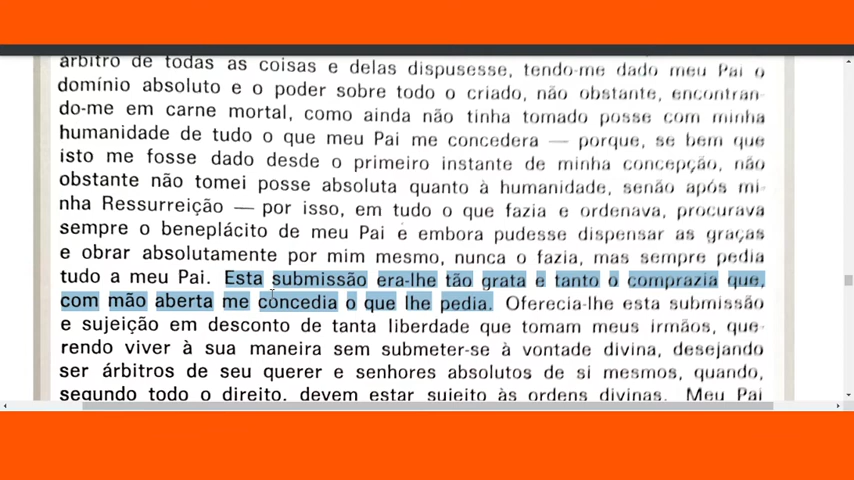 árbitro de todas as coisas e delas dispusesse, tendo-me dado meu Pai o
domínio absoluto e o poder sobre todo o criado, não obstante, encontran-
do-me em carne mortal, como ainda não tinha tomado posse com minha
humanidade de tudo o que meu Pai me concedera — porque, se bem que
isto me fosse dado desde o primeiro instante de minha concepção, não
obstante não tomei posse absoluta quanto à humanidade, senão após mi-
nha Ressurreição — por isso, em tudo o que fazia e ordenava, procurava
sempre o beneplácito de meu Pai e embora pudesse dispensar as graças
e obrar absolutamente por mim mesmo, nunca o fazia, mas sempre pedia
tudo a meu Pai. Esta submissão era-lhe tão grata e tanto o comprazia que,
com mão aberta me concedia o que lhe pedia. Oferecia-lhe esta submissão
e sujeição em desconto de tanta liberdade que tomam meus irmãos, que-
rendo viver à sua maneira sem submeter-se à vontade divina, desejando
ser árbitros de seu querer e senhores absolutos de si mesmos, quando,
segundo todo o direito, devem estar sujeito às ordens divinas. Meu Pai